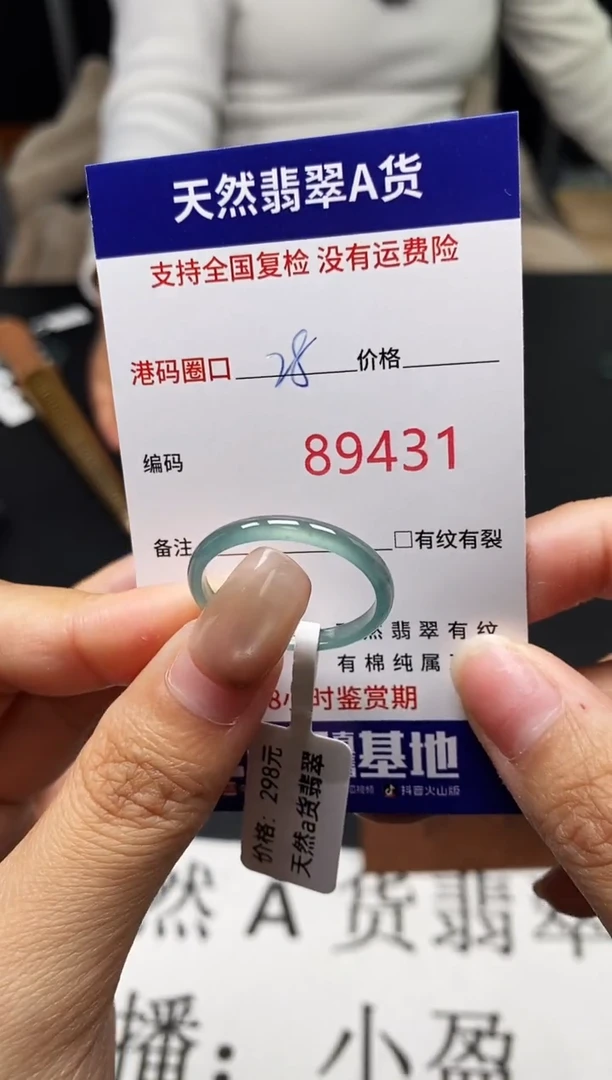 天然翡翠A货
支持全国复检 没有运费险
港码圈口 28 价格
编码 89431
备注 □有纹有裂
然翡翠有纹
有棉纯属
8小时鉴赏期
基地
抖音火山版
价格：298元
天然a货翡翠
然A货翡翠
播：小盈